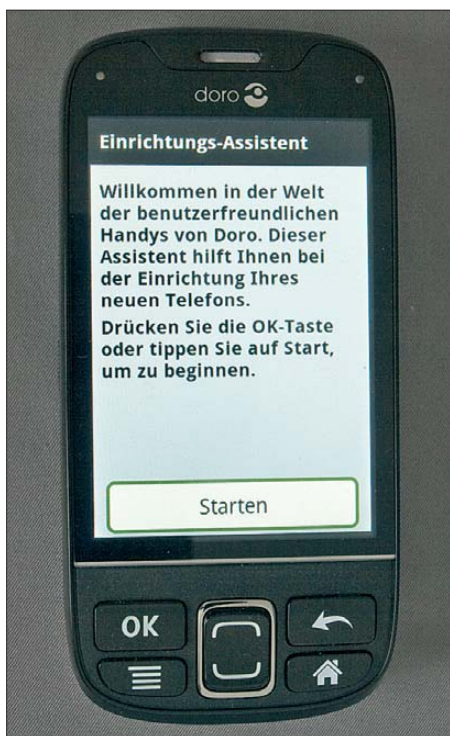 doro
Einrichtungs-Assistent
Willkommen in der Welt
der benutzerfreundlichen
Handys von Doro. Dieser
Assistent hilft Ihnen bei
der Einrichtung Ihres
neuen Telefons.
Drücken Sie die OK-Taste
oder tippen Sie auf Start,
um zu beginnen.
Starten
OK